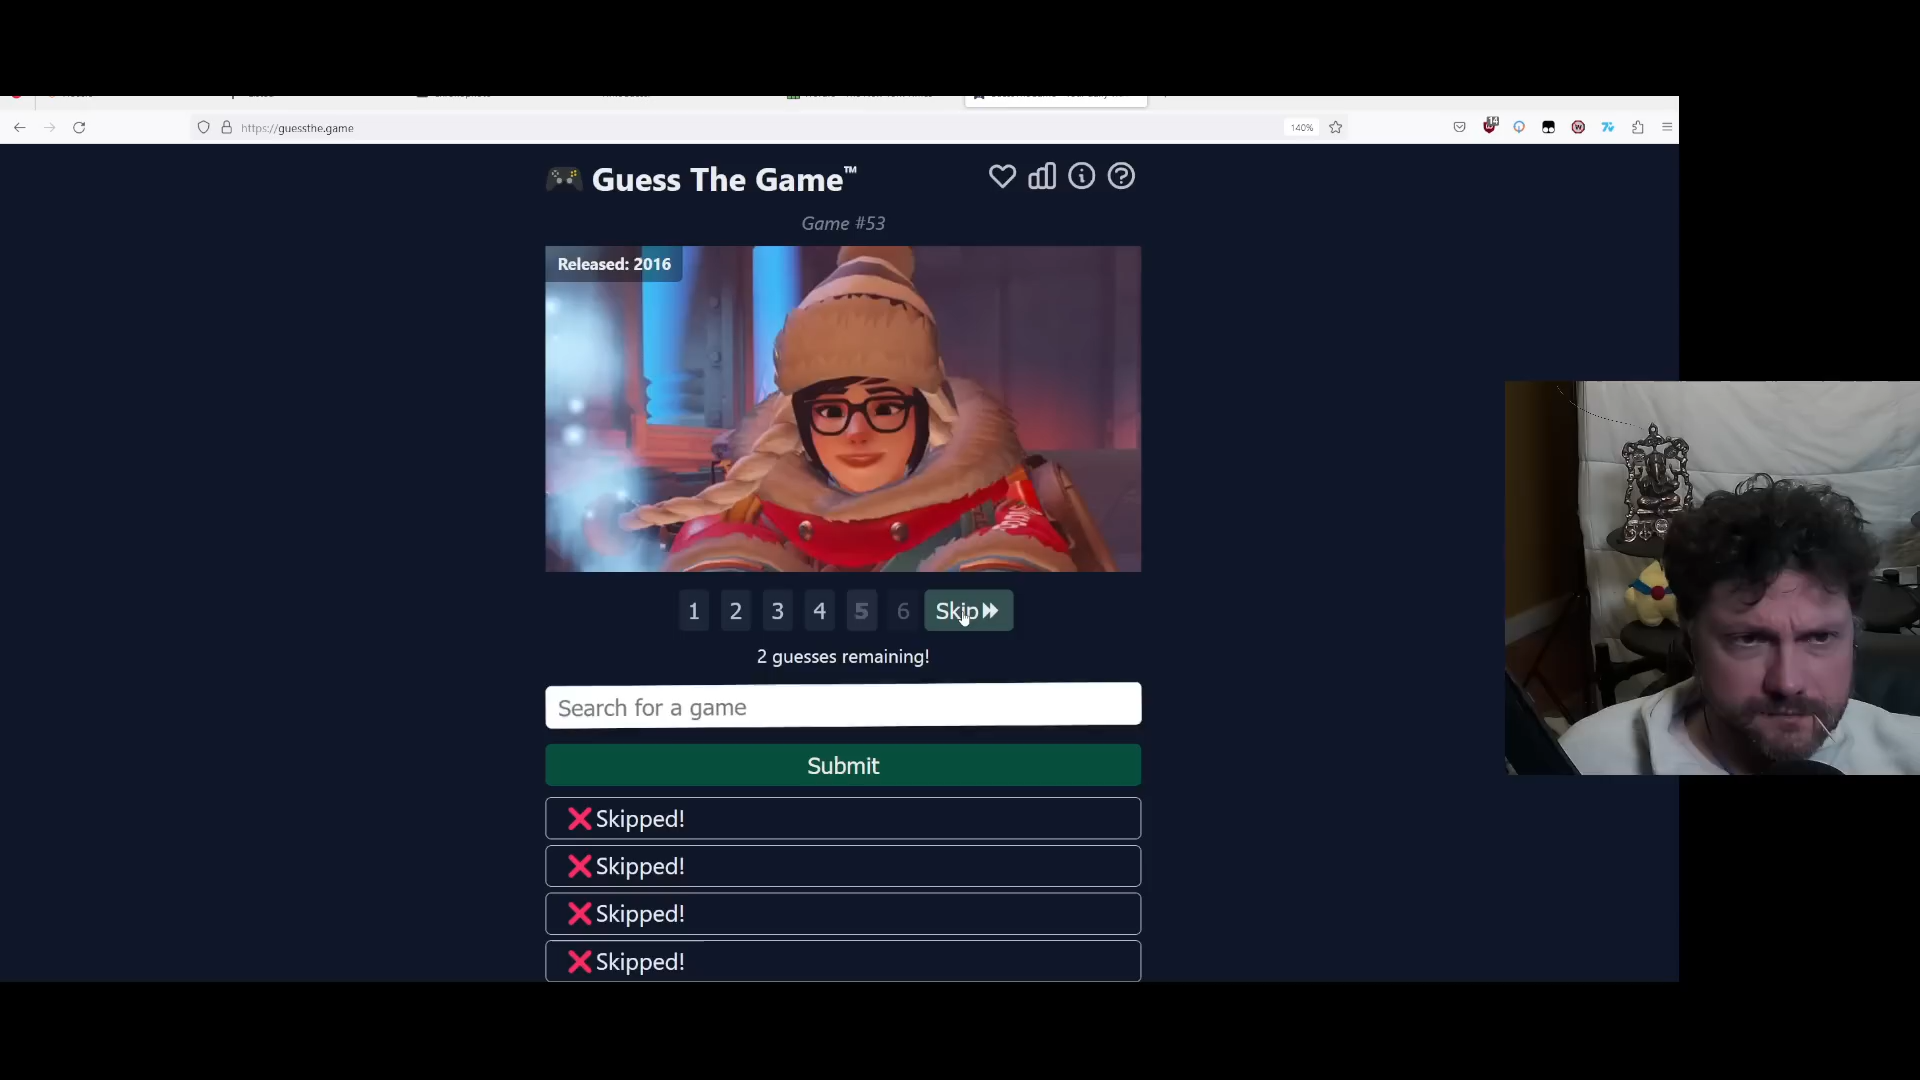 https://guessthe.game
140%
Guess The Game™
Game #53
Released: 2016
1 2 3 4 5 6 Skip
2 guesses remaining!
Search for a game
Submit
❌Skipped!
❌Skipped!
❌Skipped!
❌Skipped!